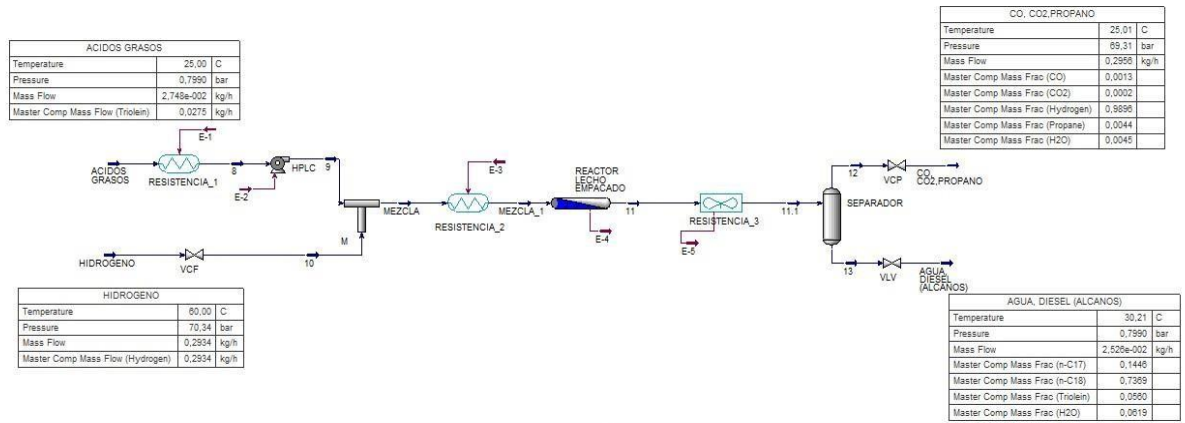 CO, CO2,PROPANO
Temperature 25,01 C
Pressure 69,31 bar
Mass Flow 0,2956 kg/h
Master Comp Mass Frac (CO) 0,0013
Master Comp Mass Frac (CO2) 0,0002
Master Comp Mass Frac (Hydrogen) 0,9896
Master Comp Mass Frac (Propane) 0,0044
Master Comp Mass Frac (H2O) 0,0045
ACIDOS GRASOS
Temperature 25,00 C
Pressure 0,7990 bar
Mass Flow 2,748e-002 kg/h
Master Comp Mass Flow (Triolein) 0,0275 kg/h
E-1
ACIDOS
GRASOS
RESISTENCIA_1
8
E-2
HPLC
9
M
MEZCLA
E-3
RESISTENCIA_2
MEZCLA_1
REACTOR
LECHO
EMPACADO
E-4
11
RESISTENCIA_3
E-5
11.1
SEPARADOR
12
VCP
CO,
CO2,PROPANO
13
VLV
AGUA,
DIESEL
(ALCANOS)
HIDROGENO
VCF
10
HIDROGENO
Temperature 60,00 C
Pressure 70,34 bar
Mass Flow 0,2934 kg/h
Master Comp Mass Flow (Hydrogen) 0,2934 kg/h
AGUA, DIESEL (ALCANOS)
Temperature 30,21 C
Pressure 0,7990 bar
Mass Flow 2,526e-002 kg/h
Master Comp Mass Frac (n-C17) 0,1446
Master Comp Mass Frac (n-C18) 0,7369
Master Comp Mass Frac (Triolein) 0,0560
Master Comp Mass Frac (H2O) 0,0619